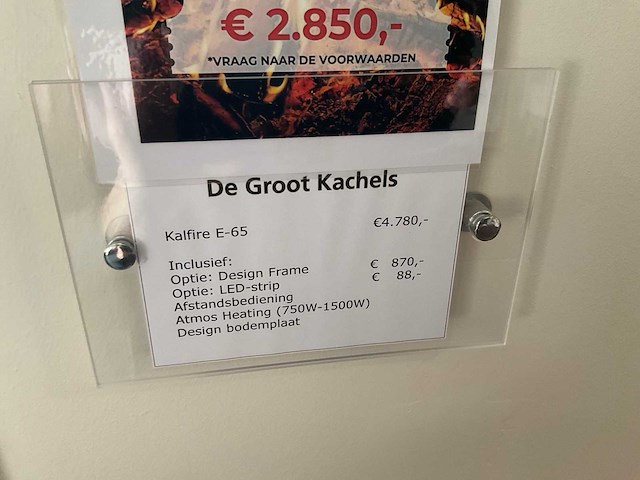 € 2.850,-
*VRAAG NAAR DE VOORWAARDEN
De Groot Kachels
Kalfire E-65 €4.780,-
Inclusief:
Optie: Design Frame € 870,-
Optie: LED-strip € 88,-
Afstandsbediening
Atmos Heating (750W-1500W)
Design bodemplaat